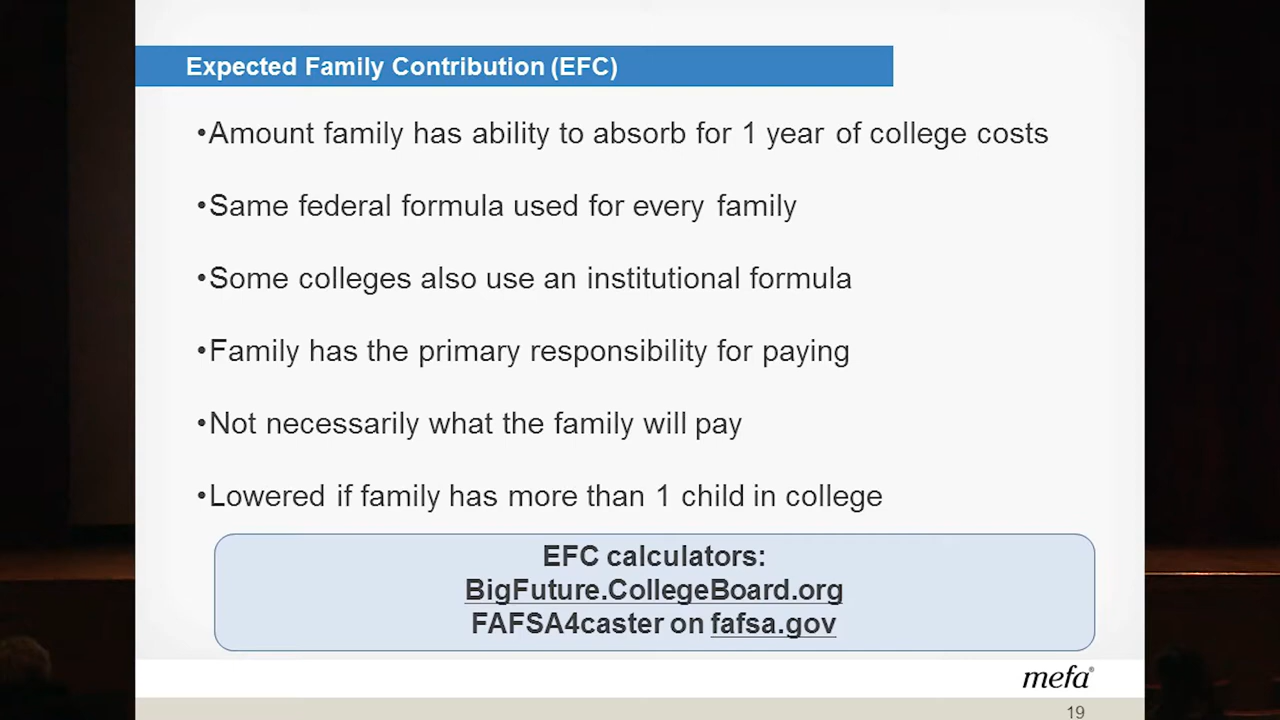 Expected Family Contribution (EFC)
•Amount family has ability to absorb for 1 year of college costs
•Same federal formula used for every family
•Some colleges also use an institutional formula
•Family has the primary responsibility for paying
•Not necessarily what the family will pay
•Lowered if family has more than 1 child in college
EFC calculators:
BigFuture.CollegeBoard.org
FAFSA4caster on fafsa.gov
mefa®
19